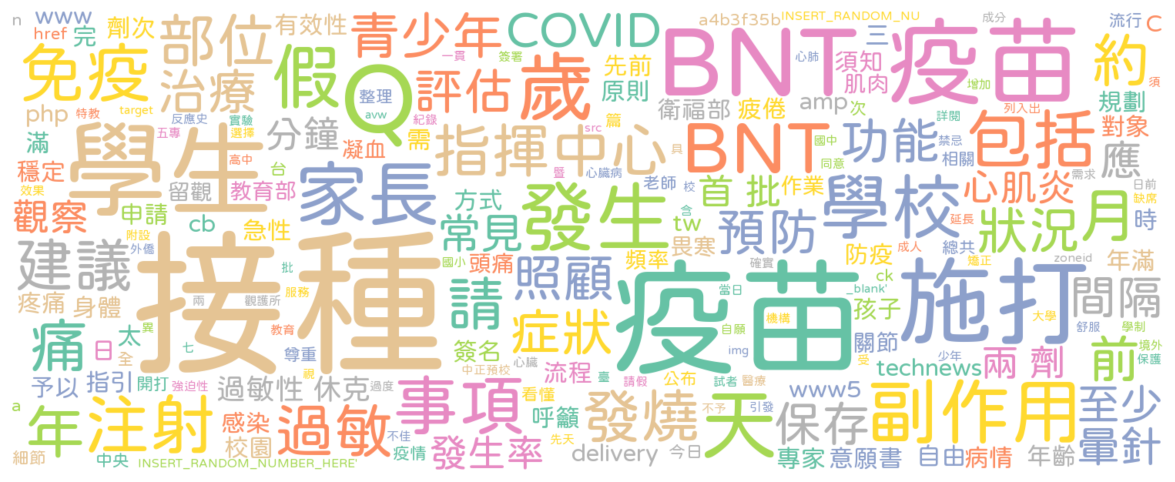 n
www
href
完
劑次
部位
有效性
青少年
COVID
a4b3f35b
INSERT_RANDOM_NU
成分
流行
C
免疫
治療
假
Q
一貫
簽署
整理
avw
評估
紀錄
歲
先前
原則
BNT
疫苗
心肺
三
須知
肌肉
增加
約
須
規劃
列入出
php
特教
target
反應史
實驗
五專
選擇
分鐘
凝血
需
篇
src
衛福部
疲倦
amp
次
詳閱
對象
滿
穩定
學生
高中
台
指揮中心
具
BNT
國中
同意
功能
禁忌
相關
包括
應
效果
留觀
教育部
家長
方式
暨
心臟病
老師
校
首批
作業
學校
心肌炎
需求
日前
缺席
觀察
申請
附設
外僑
cb
急性
常見
發生
含
tw
畏寒
預防
防疫
成人
延長
總共
狀況
月
時
建議
接種
國小
頭痛
照顧
頻率
確實
ck
矯正
zoneid
年滿
疼痛
身體
兩
批
觀護所
服務
請
疫苗
當日
_blank'
孩子
施打
間隔
痛
太
異
七
教育
症狀
自願
機構
大學
舒服
學制
境外
日
全
尊重
簽名
心臟
img
關節
少年
保護
予以
指引
開打
強迫性
視
中正預校
流程
臺
公布
試者
醫療
受
technews
兩劑
前
a
年
注射
過敏性
休克
過度
事項
看懂
請假
不予
引發
www5
副作用
至少
感染
過敏
不佳
呼籲
發燒
天
保存
暈針
細節
中央
校園
疫情
發生率
先天
delivery
今日
專家
意願書
自由
病情
年齡
INSERT_RANDOM_NUMBER_HERE'